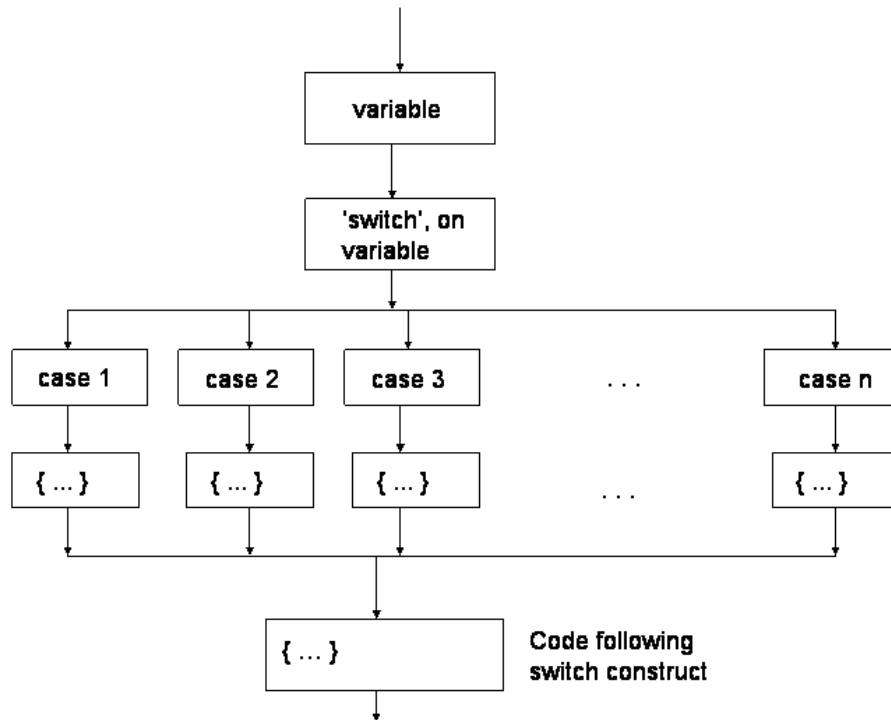 variable
'switch', on
variable
case 1
case 2
case 3
. . .
case n
{ ... }
{ ... }
{ ... }
. . .
{ ... }
{ ... }
Code following
switch construct